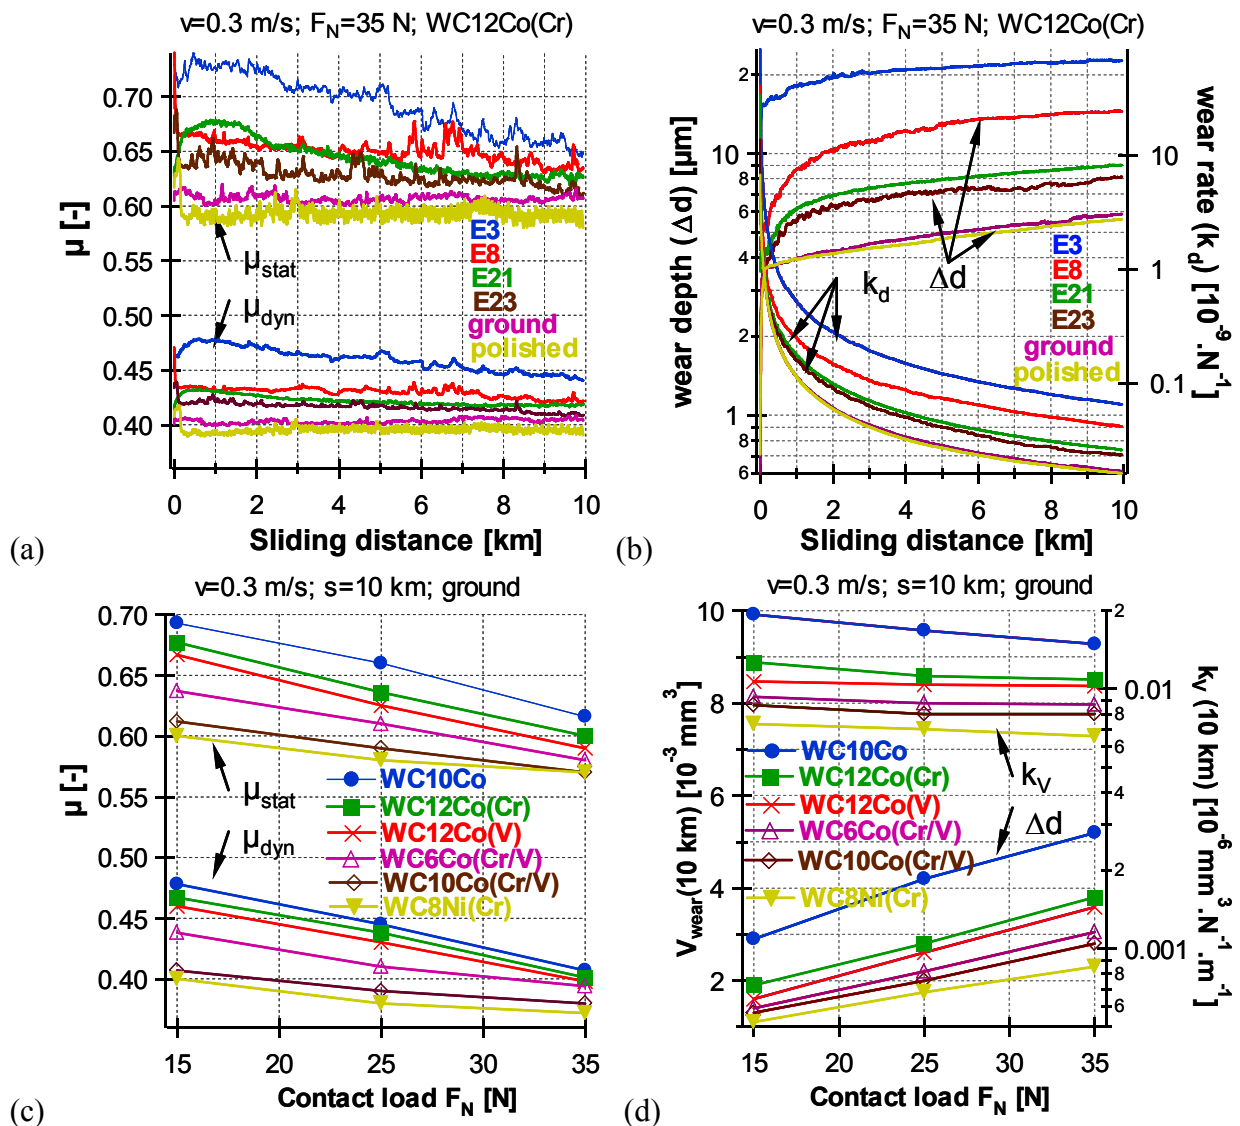 v=0.3 m/s; F_N=35 N; WC12Co(Cr)
0.70
0.65
0.60
0.55
0.50
0.45
0.40
µ [-]
µ_stat
µ_dyn
E3
E8
E21
E23
ground
polished
0 2 4 6 8 10
Sliding distance [km]
(a)
v=0.3 m/s; F_N=35 N; WC12Co(Cr)
2
10
8
6
4
2
1
8
6
wear depth (Δd) [µm]
10
1
0.1
wear rate (k_d) [10^-9 .N^-1]
k_d
Δd
E3
E8
E21
E23
ground
polished
0 2 4 6 8 10
Sliding distance [km]
(b)
v=0.3 m/s; s=10 km; ground
0.70
0.65
0.60
0.55
0.50
0.45
0.40
µ [-]
µ_stat
µ_dyn
WC10Co
WC12Co(Cr)
WC12Co(V)
WC6Co(Cr/V)
WC10Co(Cr/V)
WC8Ni(Cr)
15 20 25 30 35
Contact load F_N [N]
(c)
v=0.3 m/s; s=10 km; ground
10
8
6
4
2
V_wear(10 km) [10^-3 mm^3]
2
0.01
8
6
4
2
0.001
8
6
k_V (10 km) [10^-6 mm^3.N^-1.m^-1]
WC10Co
WC12Co(Cr)
WC12Co(V)
WC6Co(Cr/V)
WC10Co(Cr/V)
WC8Ni(Cr)
k_V
Δd
15 20 25 30 35
Contact load F_N [N]
(d)